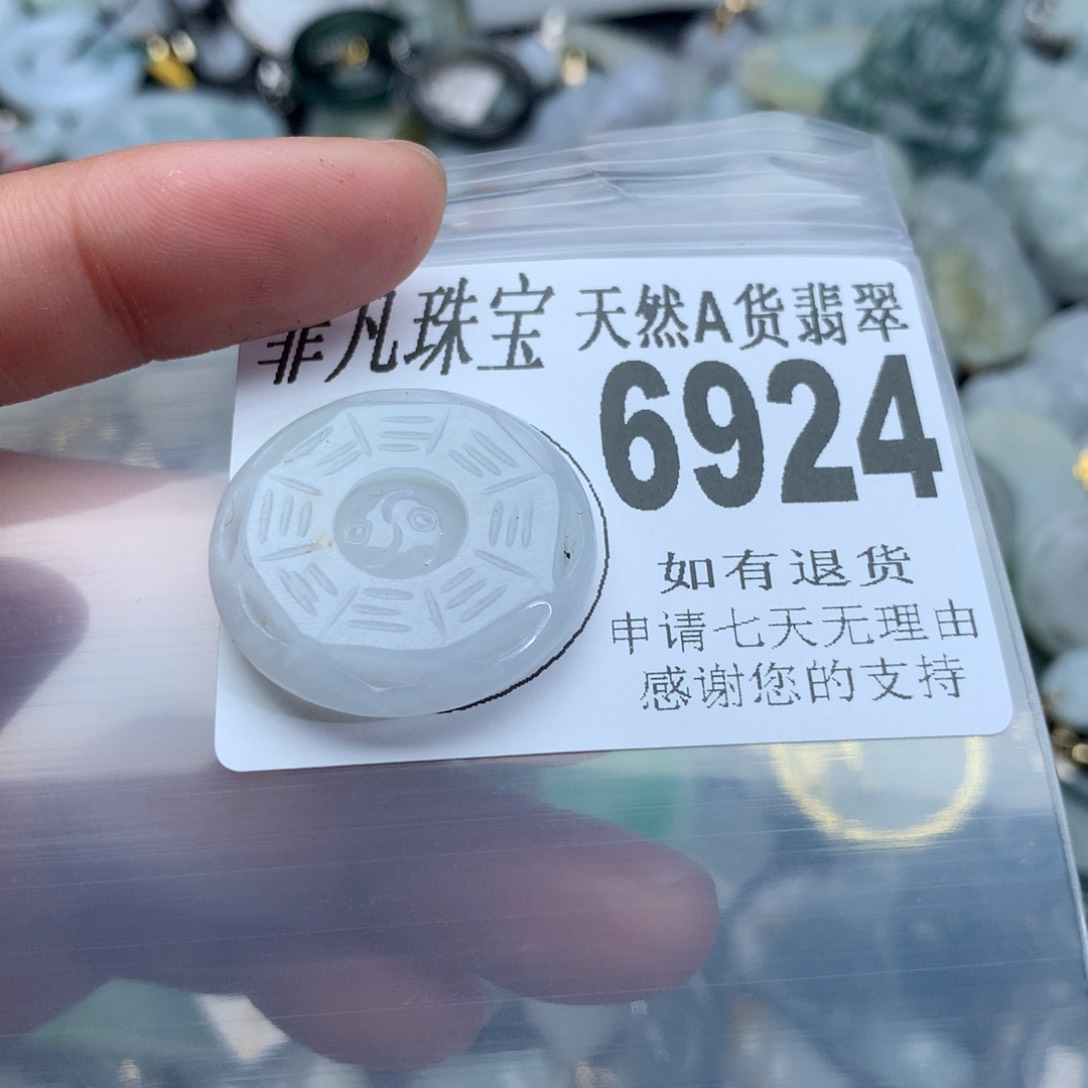 菲凡珠宝 天然A货翡翠
6924
如有退货
申请七天无理由
感谢您的支持